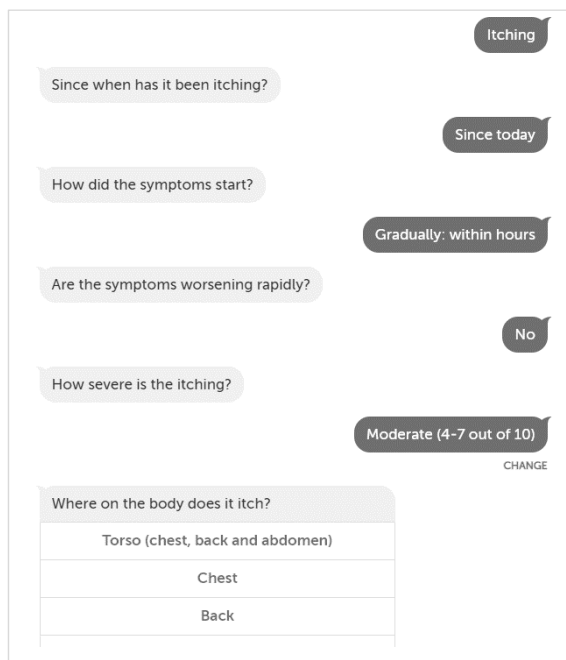 Itching
Since when has it been itching?
Since today
How did the symptoms start?
Gradually: within hours
Are the symptoms worsening rapidly?
No
How severe is the itching?
Moderate (4-7 out of 10)
CHANGE
Where on the body does it itch?
Torso (chest, back and abdomen)
Chest
Back